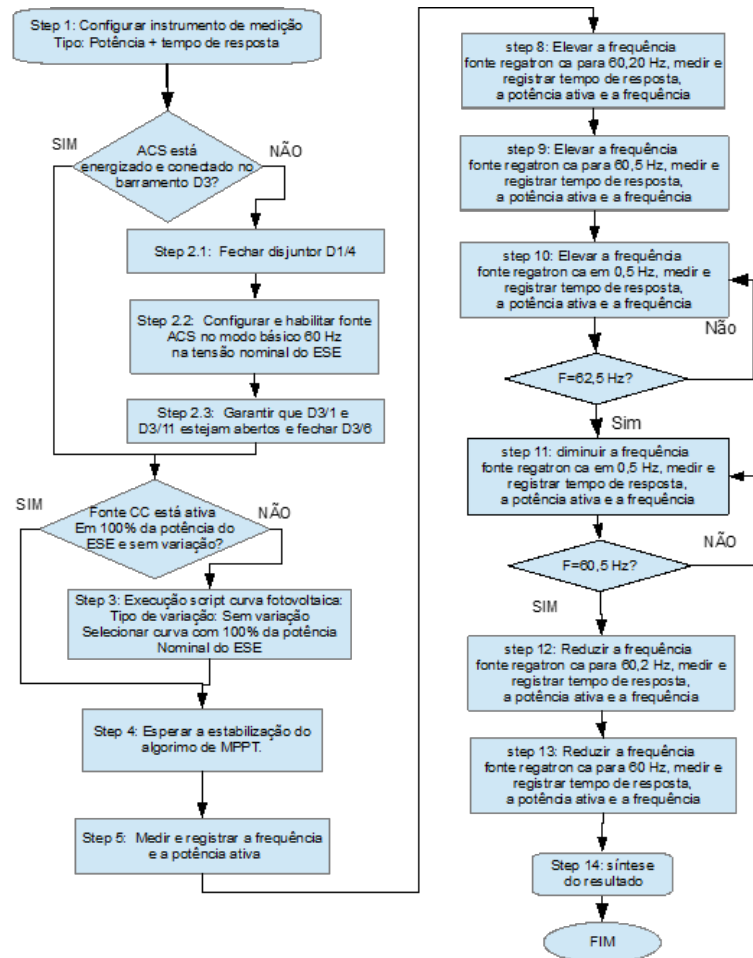 Step 1: Configurar instrumento de medição
Tipo: Potência + tempo de resposta
SIM
ACS está
energizado e conectado no
barramento D3?
NÃO
Step 2.1: Fechar disjuntor D1/4
Step 2.2: Configurar e habilitar fonte
ACS no modo básico 60 Hz
na tensão nominal do ESE
Step 2.3: Garantir que D3/1 e
D3/11 estejam abertos e fechar D3/6
SIM
Fonte CC está ativa
Em 100% da potência do
ESE e sem variação?
NÃO
Step 3: Execução script curva fotovoltaica:
Tipo de variação: Sem variação
Selecionar curva com 100% da potência
Nominal do ESE
Step 4: Esperar a estabilização do
algorimo de MPPT.
Step 5: Medir e registrar a frequência
e a potência ativa
step 8: Elevar a frequência
fonte regatron ca para 60,20 Hz, medir e
registrar tempo de resposta,
a potência ativa e a frequência
step 9: Elevar a frequência
fonte regatron ca para 60,5 Hz, medir e
registrar tempo de resposta,
a potência ativa e a frequência
step 10: Elevar a frequência
fonte regatron ca em 0,5 Hz, medir e
registrar tempo de resposta,
a potência ativa e a frequência
Não
F=62,5 Hz?
Sim
step 11: diminuir a frequência
fonte regatron ca em 0,5 Hz, medir e
registrar tempo de resposta,
a potência ativa e a frequência
NÃO
F=60,5 Hz?
SIM
step 12: Reduzir a frequência
fonte regatron ca para 60,2 Hz, medir e
registrar tempo de resposta,
a potência ativa e a frequência
step 13: Reduzir a frequência
fonte regatron ca para 60 Hz, medir e
registrar tempo de resposta,
a potência ativa e a frequência
Step 14: síntese
do resultado
FIM